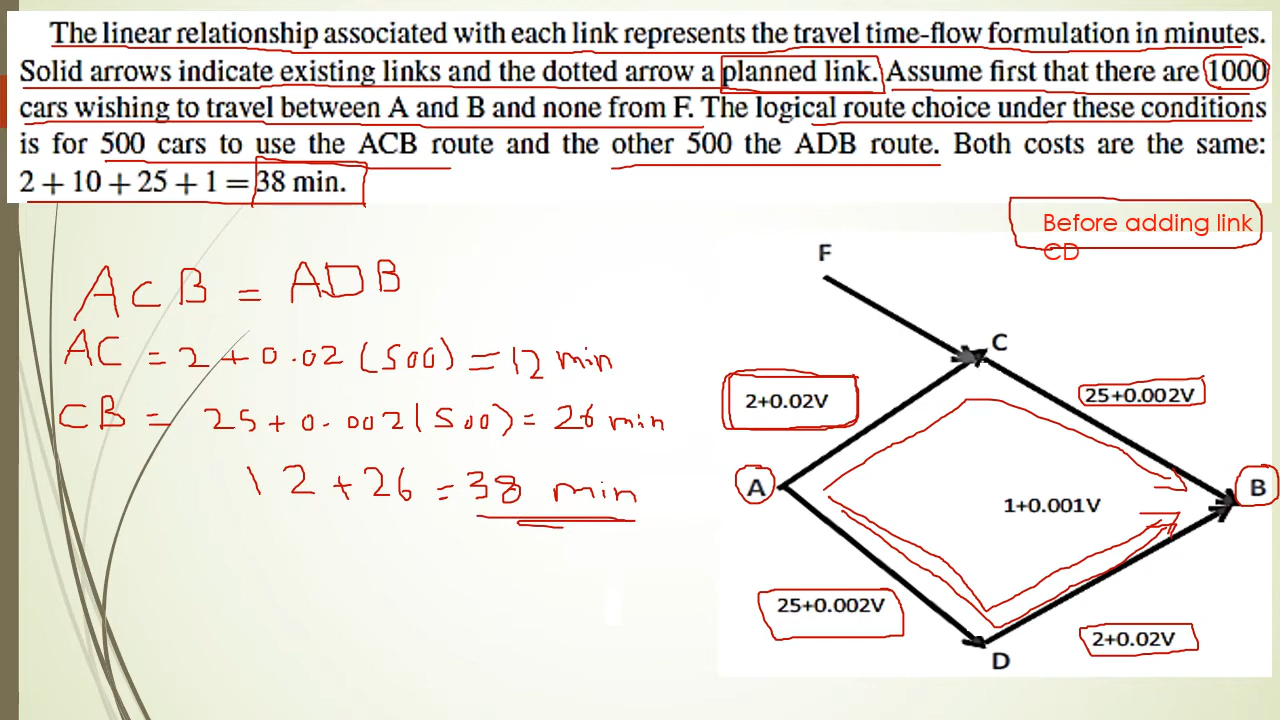 The linear relationship associated with each link represents the travel time-flow formulation in minutes.
Solid arrows indicate existing links and the dotted arrow a planned link. Assume first that there are 1000
cars wishing to travel between A and B and none from F. The logical route choice under these conditions
is for 500 cars to use the ACB route and the other 500 the ADB route. Both costs are the same:
2 + 10 + 25 + 1 = 38 min.
Before adding link
CD
ACB = ADB
AC = 2 + 0.02 (500) = 12 min
CB = 25 + 0.002 (500) = 26 min
12 + 26 = 38 min
F
C
2+0.02V
25+0.002V
A
B
1+0.001V
25+0.002V
2+0.02V
D